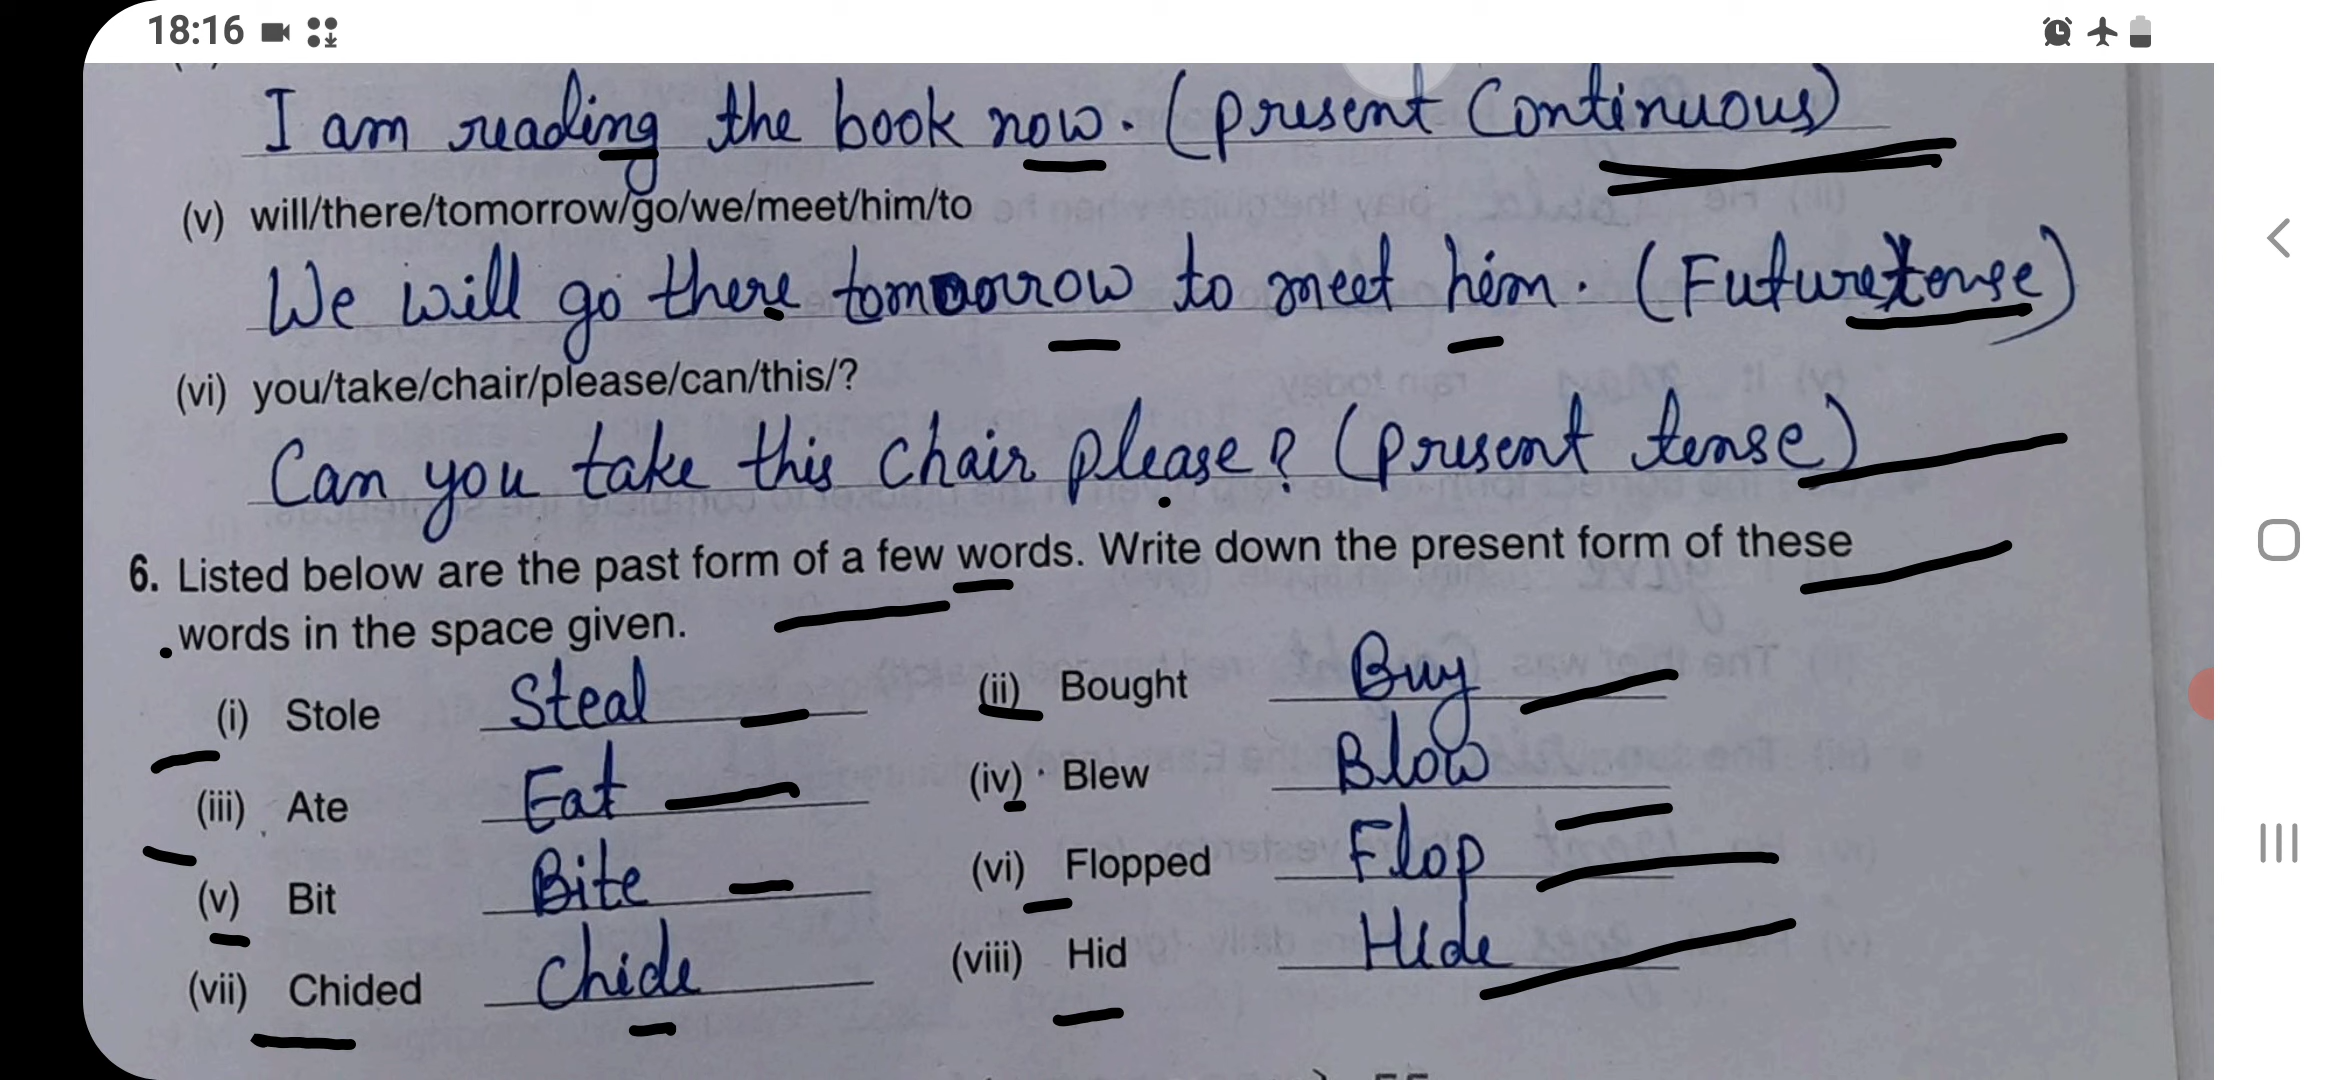 18:16
I am reading the book now. (present Continuous)
(v) will/there/tomorrow/go/we/meet/him/to
We will go there tomorrow to meet him. (Future tense)
(vi) you/take/chair/please/can/this/?
Can you take this chair please? (present tense)
6. Listed below are the past form of a few words. Write down the present form of these
words in the space given.
(i) Stole Steal (ii) Bought Buy
(iii) Ate Eat (iv) Blew Blow
(v) Bit Bite (vi) Flopped Flop
(vii) Chided Chide (viii) Hid Hide